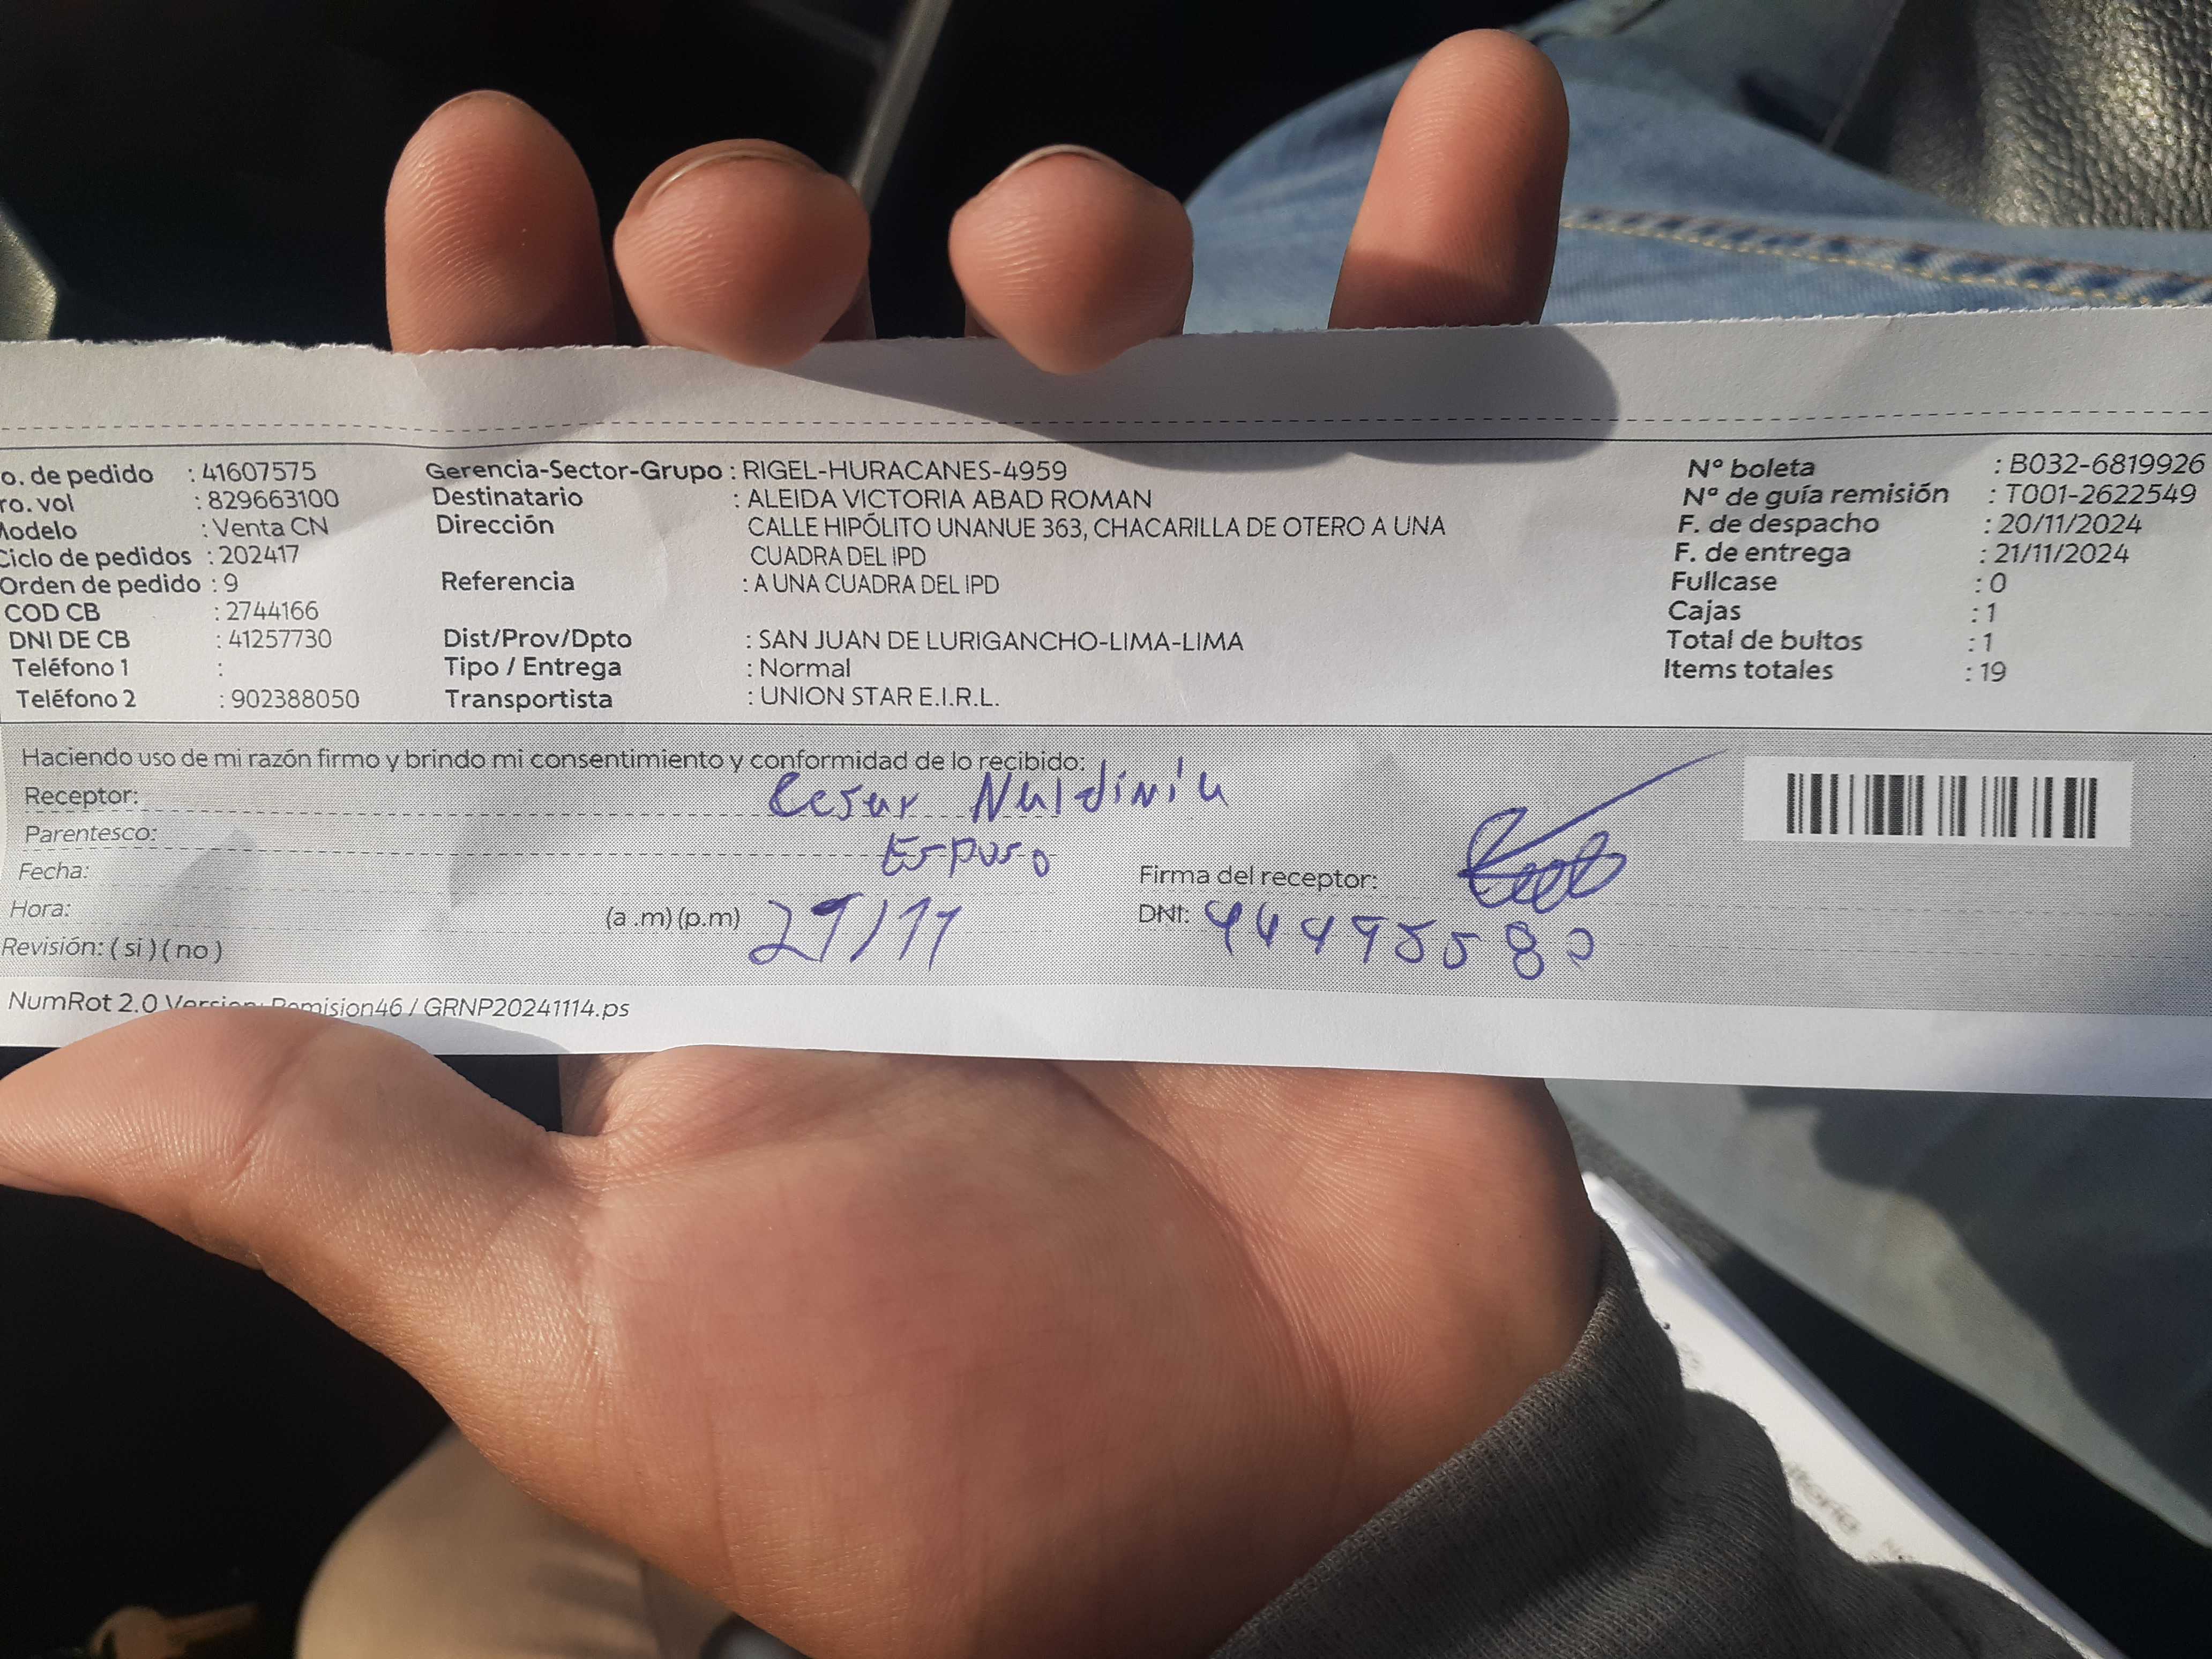 o. de pedido : 41607575
ro. vol : 829663100
Modelo : Venta CN
Ciclo de pedidos : 202417
Orden de pedido : 9
COD CB : 2744166
DNI DE CB : 41257730
Teléfono 1 :
Teléfono 2 : 902388050
Gerencia-Sector-Grupo : RIGEL-HURACANES-4959
Destinatario : ALEIDA VICTORIA ABAD ROMAN
Dirección CALLE HIPÓLITO UNANUE 363, CHACARILLA DE OTERO A UNA
CUADRA DEL IPD
Referencia : A UNA CUADRA DEL IPD
Dist/Prov/Dpto : SAN JUAN DE LURIGANCHO-LIMA-LIMA
Tipo / Entrega : Normal
Transportista : UNION STAR E.I.R.L.
N° boleta : B032-6819926
N° de guía remisión : T001-2622549
F. de despacho : 20/11/2024
F. de entrega : 21/11/2024
Fullcase : 0
Cajas : 1
Total de bultos : 1
Items totales : 19
Haciendo uso de mi razón firmo y brindo mi consentimiento y conformidad de lo recibido:
Receptor: Cesar
Parentesco: Esposo
Fecha:
Hora: (a .m) (p.m) 21/11
Revisión: ( si ) ( no )
Firma del receptor:
DNI:
NumRot 2.0 Version: Remision46 / GRNP20241114.ps